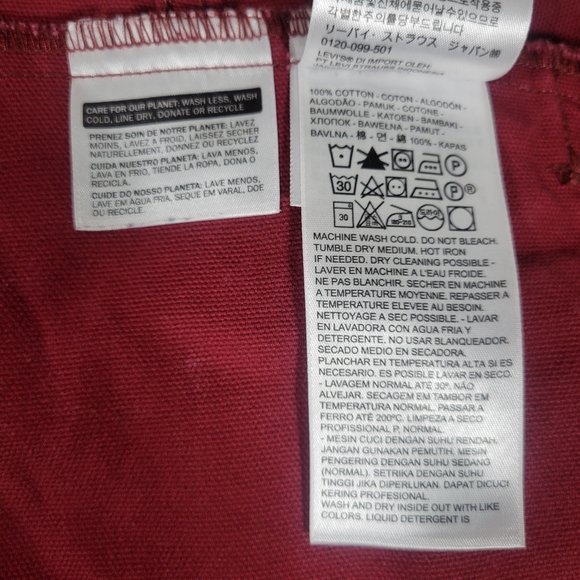 CARE FOR OUR PLANET: WASH LESS, WASH
COLD, LINE DRY, DONATE OR RECYCLE
PRENEZ SOIN DE NOTRE PLANETE: LAVEZ
MOINS, LAVEZ A FROID, LAISSEZ SECHER
NATURELLEMENT, DONNEZ OU RECYCLEZ
CUIDA NUESTRO PLANETA: LAVA MENOS,
LAVA EN FRIO, TIENDE LA ROPA, DONA O
RECICLA.
CUIDE DO NOSSO PLANETA: LAVE MENOS,
LAVE EM ÁGUA FRIA, SEQUE EM VARAL, DOE
OU RECICLE.
각별한 주의를 당부드립니다.
リーバイ・ストラウス ジャパン㈱
0120-099-501
LEVI'S® DI IMPORT OLEH:
PT LEVI STRAUSS INDONESIA
100% COTTON - COTON - ALGODÓN -
ALGODÃO - PAMUK - COTONE -
BAUMWOLLE - KATOEN - BAMBAKI -
ХЛОПОК - BAWEŁNA - PAMUT -
BAVLNA - 棉 - 면 - 綿 100% - KAPAS
P
30 P ®
30
MACHINE WASH COLD. DO NOT BLEACH.
TUMBLE DRY MEDIUM. HOT IRON
IF NEEDED. DRY CLEANING POSSIBLE -
LAVER EN MACHINE A L'EAU FROIDE.
NE PAS BLANCHIR. SECHER EN MACHINE
A TEMPERATURE MOYENNE. REPASSER A
TEMPERATURE ELEVEE AU BESOIN.
NETTOYAGE A SEC POSSIBLE. - LAVAR
EN LAVADORA CON AGUA FRIA Y
DETERGENTE. NO USAR BLANQUEADOR.
SECADO MEDIO EN SECADORA.
PLANCHAR EN TEMPERATURA ALTA SI ES
NECESARIO. ES POSIBLE LAVAR EN SECO.
- LAVAGEM NORMAL ATÉ 30º. NÃO
ALVEJAR. SECAGEM EM TAMBOR EM
TEMPERATURA NORMAL. PASSAR A
FERRO ATÉ 200ºC. LIMPEZA A SECO
PROFISSIONAL P, NORMAL.
- MESIN CUCI DENGAN SUHU RENDAH.
JANGAN GUNAKAN PEMUTIH. MESIN
PENGERING DENGAN SUHU SEDANG
(NORMAL). SETRIKA DENGAN SUHU
TINGGI JIKA DIPERLUKAN. DAPAT DICUCI
KERING PROFESIONAL.
WASH AND DRY INSIDE OUT WITH LIKE
COLORS. LIQUID DETERGENT IS